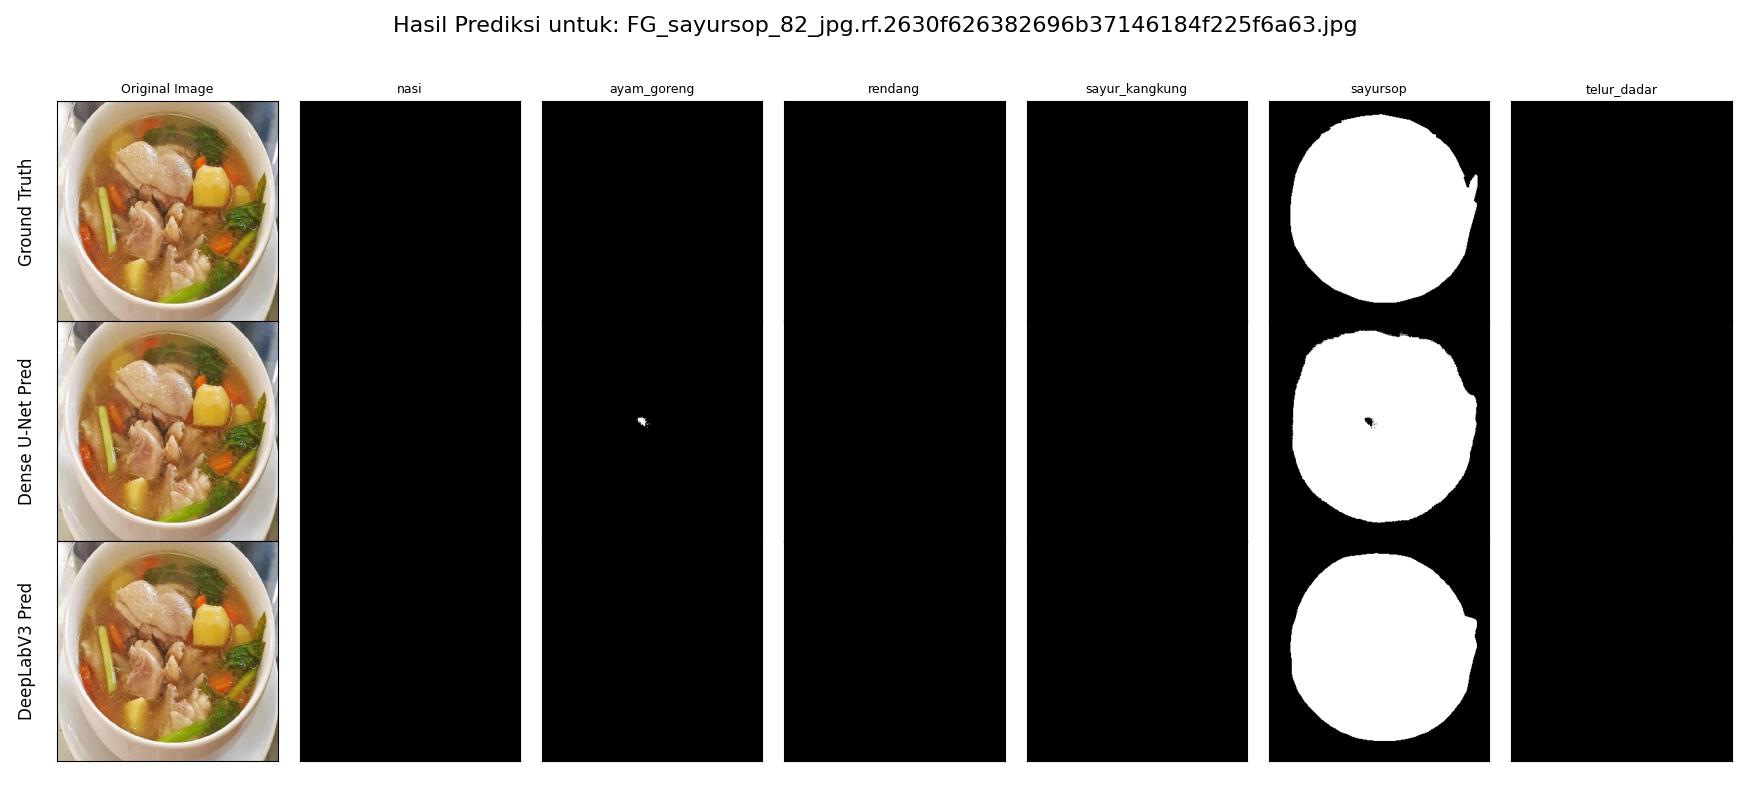 Hasil Prediksi untuk: FG_sayursop_82_jpg.rf.2630f626382696b37146184f225f6a63.jpg
Original Image
nasi
ayam_goreng
rendang
sayur_kangkung
sayursop
telur_dadar
Ground Truth
Dense U-Net Pred
DeepLabV3 Pred